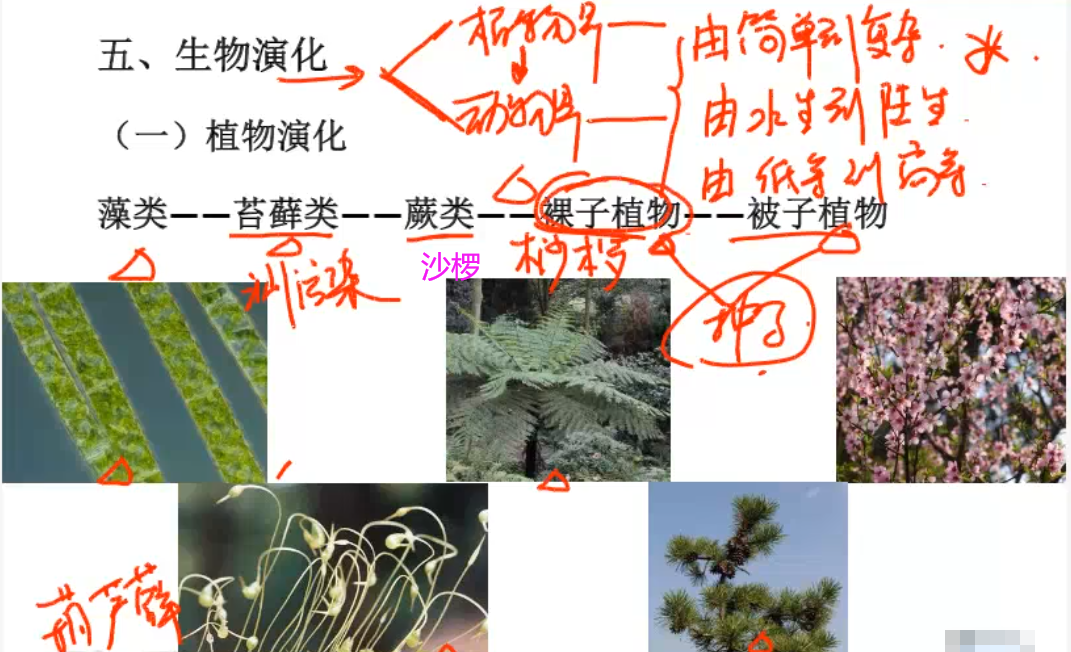 五、生物演化
植物界
动物界
由简单到复杂.
由水生到陆生.
由低等到高等.
（一）植物演化
藻类——苔藓类——蕨类——裸子植物——被子植物
沙椤
桫椤
污染
种子
葫芦藓